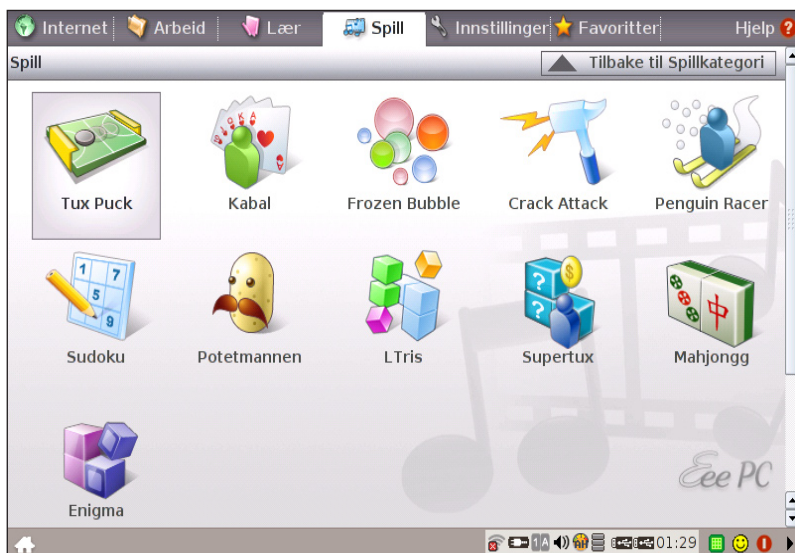 Internet Arbeid Lær Spill Innstillinger Favoritter Hjelp ?
Spill Tilbake til Spillkategori
Tux Puck Kabal Frozen Bubble Crack Attack Penguin Racer
Sudoku Potetmannen LTris Supertux Mahjongg
Enigma
Eee PC
01:29